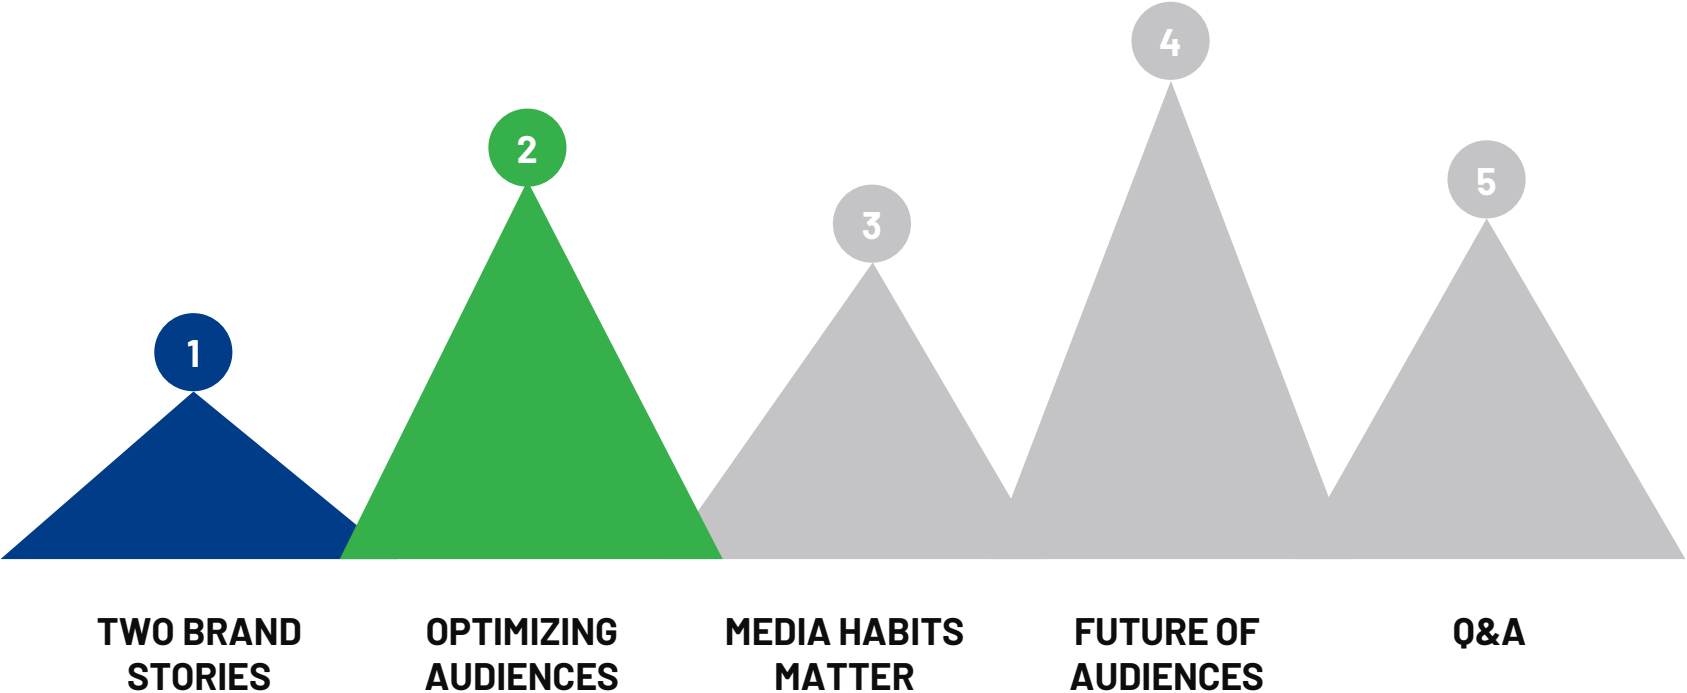 1
2
3
4
5
TWO BRAND
STORIES
OPTIMIZING
AUDIENCES
MEDIA HABITS
MATTER
FUTURE OF
AUDIENCES
Q&A